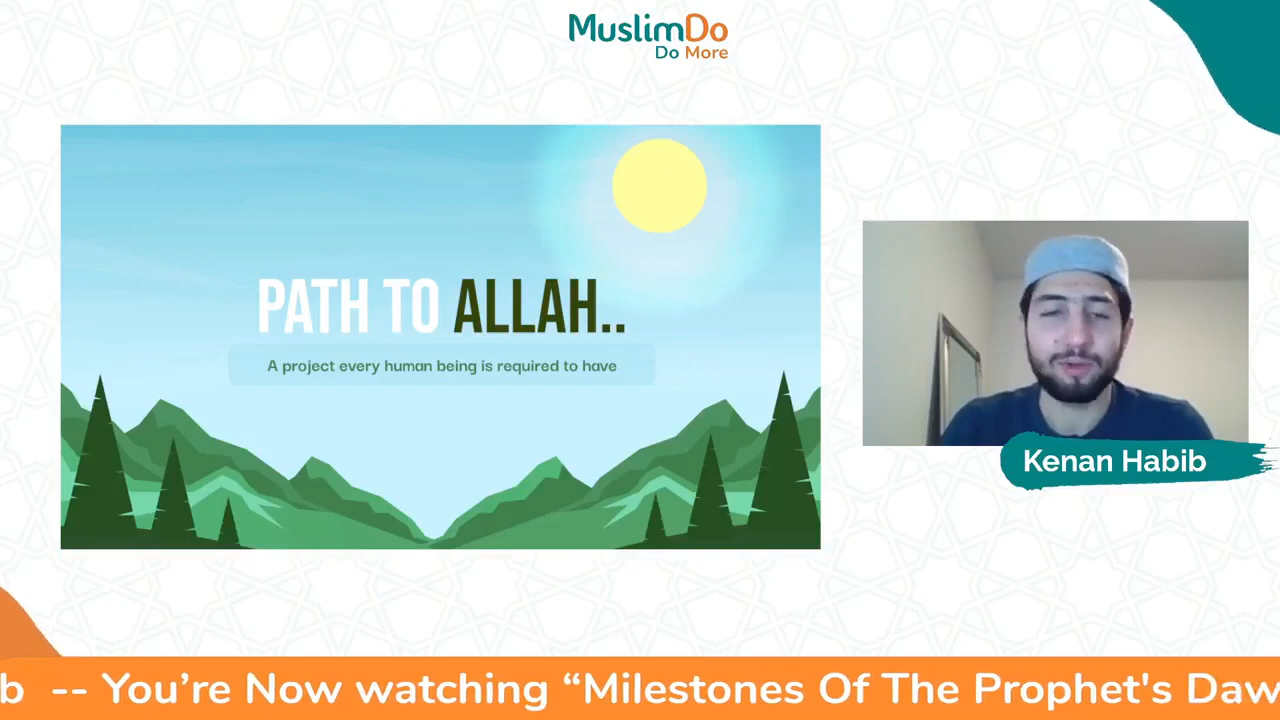 MuslimDo
Do More
PATH TO ALLAH..
A project every human being is required to have
Kenan Habib
b -- You’re Now watching “Milestones Of The Prophet's Daw